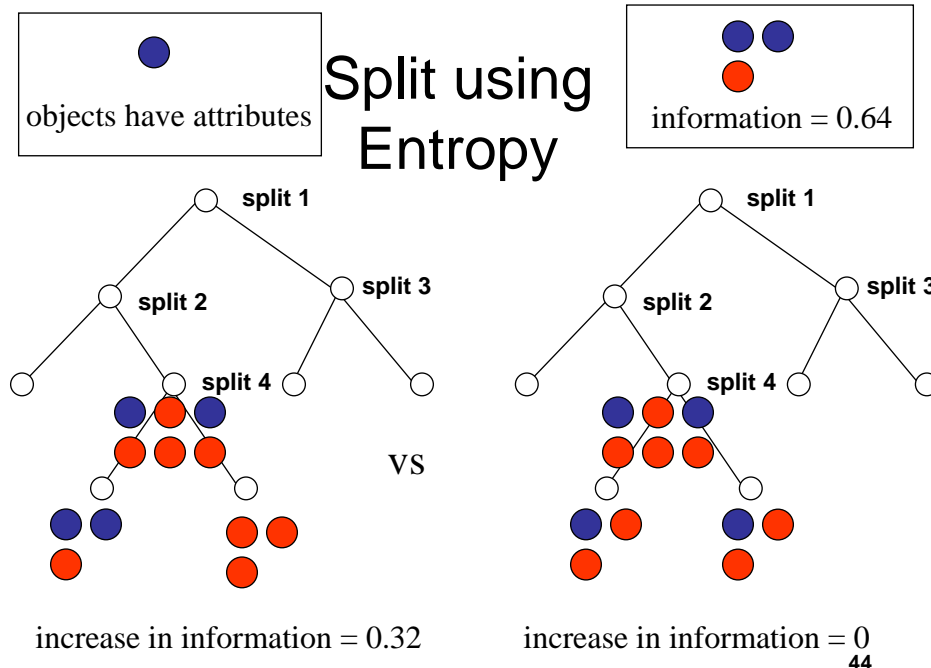 objects have attributes
Split using
Entropy
information = 0.64
split 1
split 2
split 3
split 4
split 1
split 2
split 3
split 4
vs
increase in information = 0.32
increase in information = 0
44